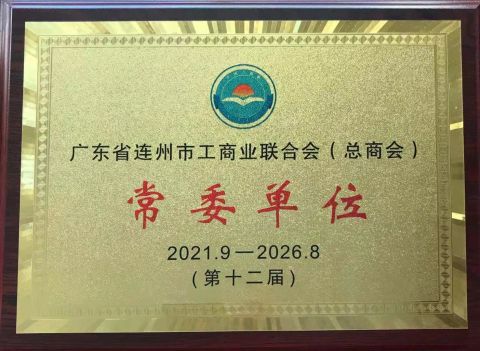 广东省连州市工商业联合会（总商会）
常委单位
2021.9—2026.8
（第十二届）